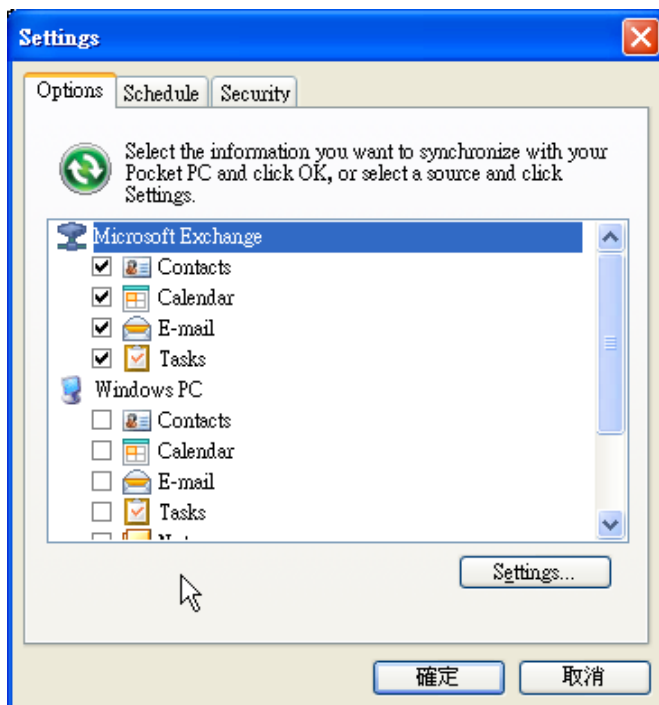 Settings
Options Schedule Security
Select the information you want to synchronize with your
Pocket PC and click OK, or select a source and click
Settings.
Microsoft Exchange
Contacts
Calendar
E-mail
Tasks
Windows PC
Contacts
Calendar
E-mail
Tasks
Settings...
確定 取消